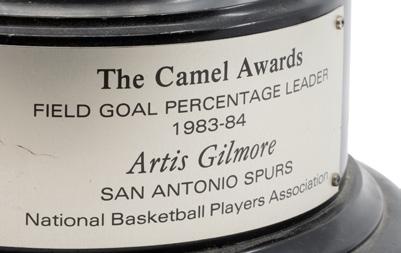 The Camel Awards
FIELD GOAL PERCENTAGE LEADER
1983-84
Artis Gilmore
SAN ANTONIO SPURS
National Basketball Players Association